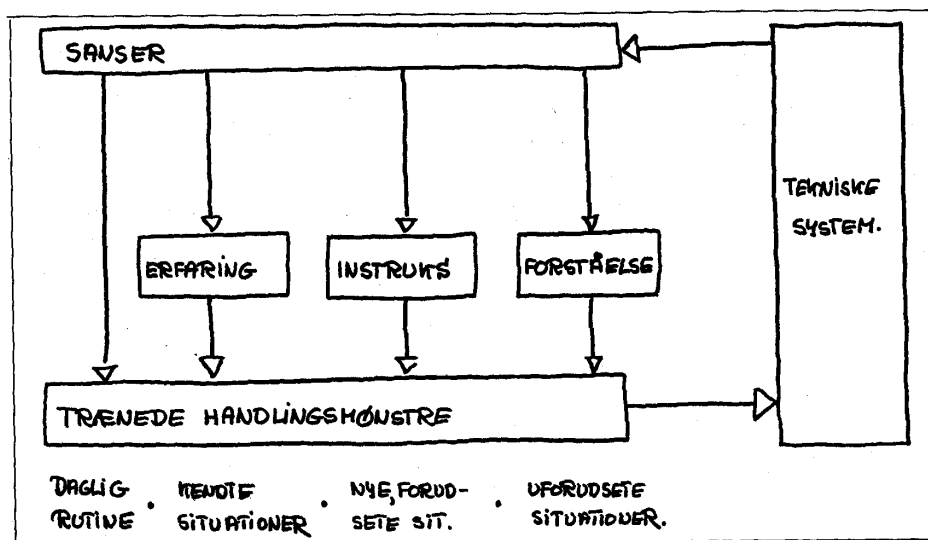 SANSER
TEKNISKE
SYSTEM.
ERFARING
INSTRUKS
FORSTÅELSE
TRÆNEDE HANDLINGSMØNSTRE
DAGLIG
RUTINE .
KENDTE
SITUATIONER .
NYE, FORUD-
SETE SIT. .
UFORUDSETE
SITUATIONER.